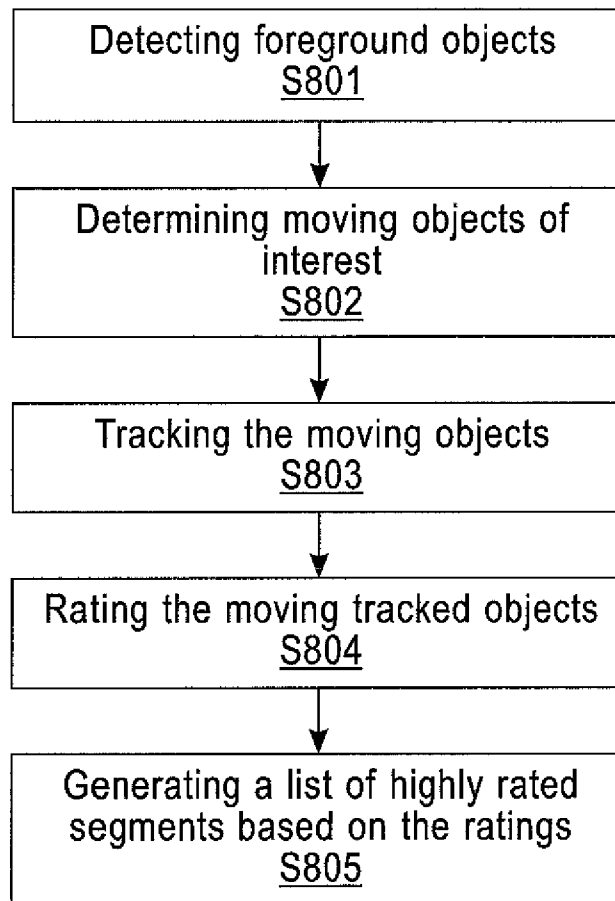 Detecting foreground objects
S801
Determining moving objects of
interest
S802
Tracking the moving objects
S803
Rating the moving tracked objects
S804
Generating a list of highly rated
segments based on the ratings
S805